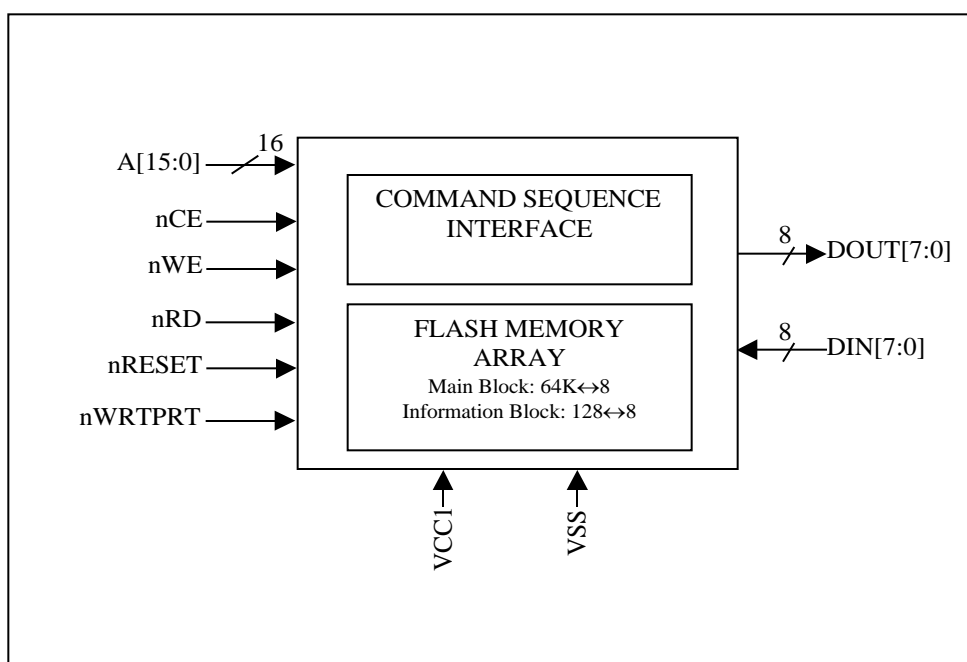 A[15:0]
16
nCE
nWE
nRD
nRESET
nWRTPRT
COMMAND SEQUENCE
INTERFACE
FLASH MEMORY
ARRAY
Main Block: 64K↔8
Information Block: 128↔8
8
DOUT[7:0]
8
DIN[7:0]
VCC1
VSS